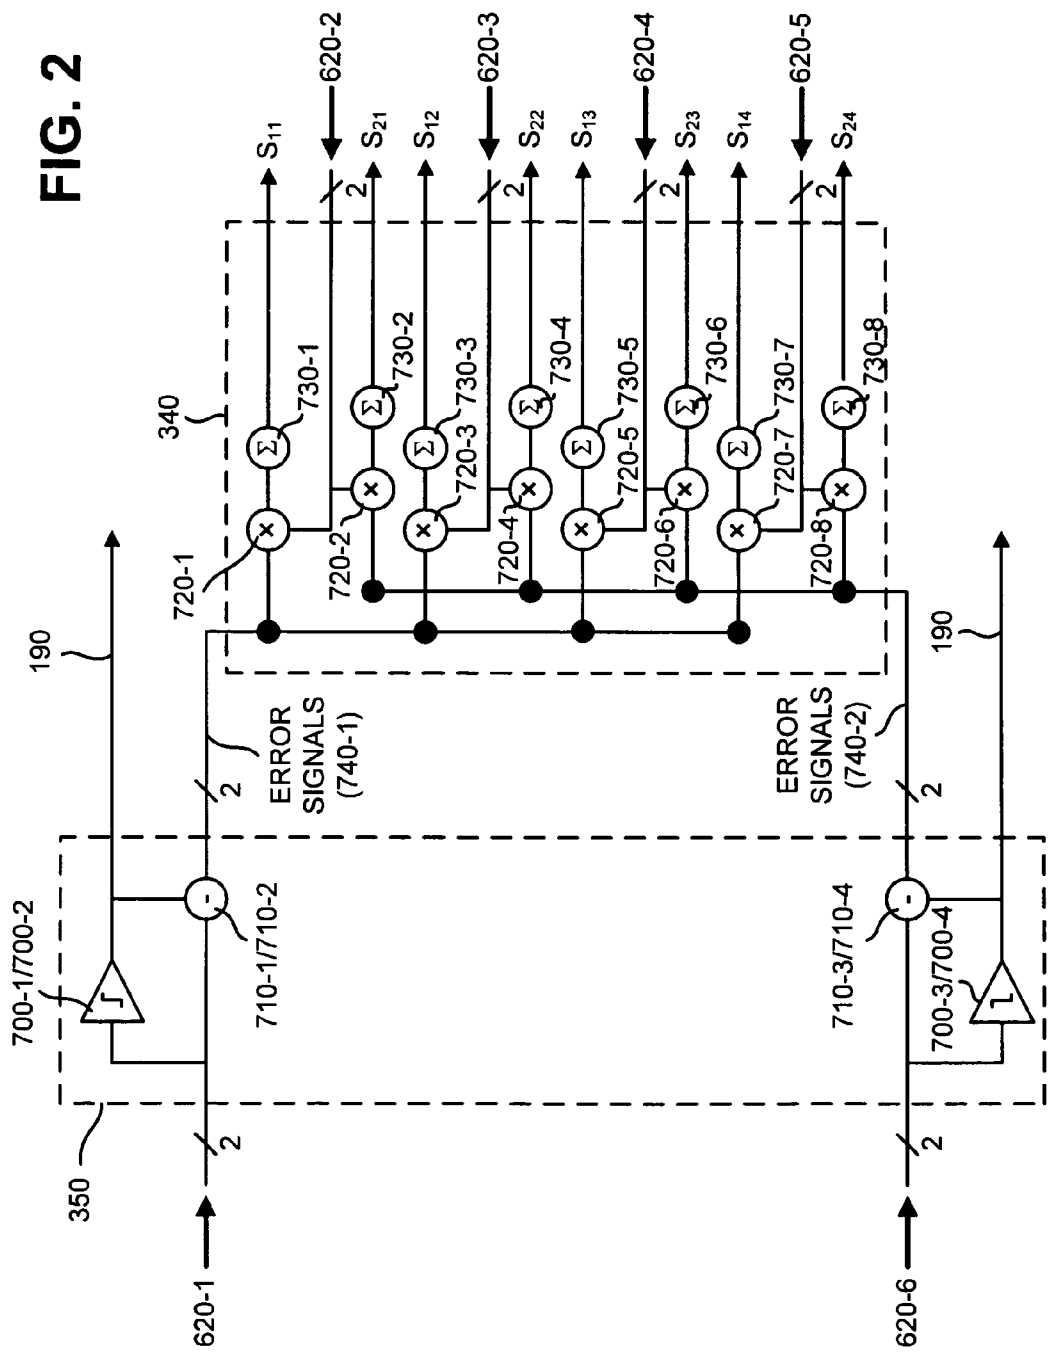 FIG. 2
350
700-1/700-2
190
620-1
2
710-1/710-2
2
ERROR
SIGNALS
(740-1)
340
720-1
730-1
S11
620-2
2
720-2
730-2
S21
720-3
730-3
S12
620-3
2
720-4
730-4
S22
720-5
730-5
S13
620-4
2
720-6
730-6
S23
720-7
730-7
S14
620-5
2
720-8
730-8
S24
Σ
Σ
Σ
Σ
Σ
Σ
Σ
Σ
×
×
×
×
×
×
×
×
-
-
620-6
2
710-3/710-4
700-3/700-4
2
ERROR
SIGNALS
(740-2)
190